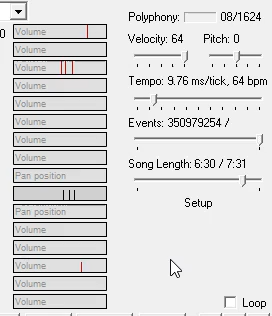 0
Volume
Volume
Volume
Volume
Volume
Volume
Volume
Volume
Pan position
Pan position
Volume
Volume
Volume
Volume
Volume
Polyphony: 08/1624
Velocity: 64 Pitch: 0
Tempo: 9.76 ms/tick, 64 bpm
Events: 350979254 /
Song Length: 6:30 / 7:31
Setup
Loop